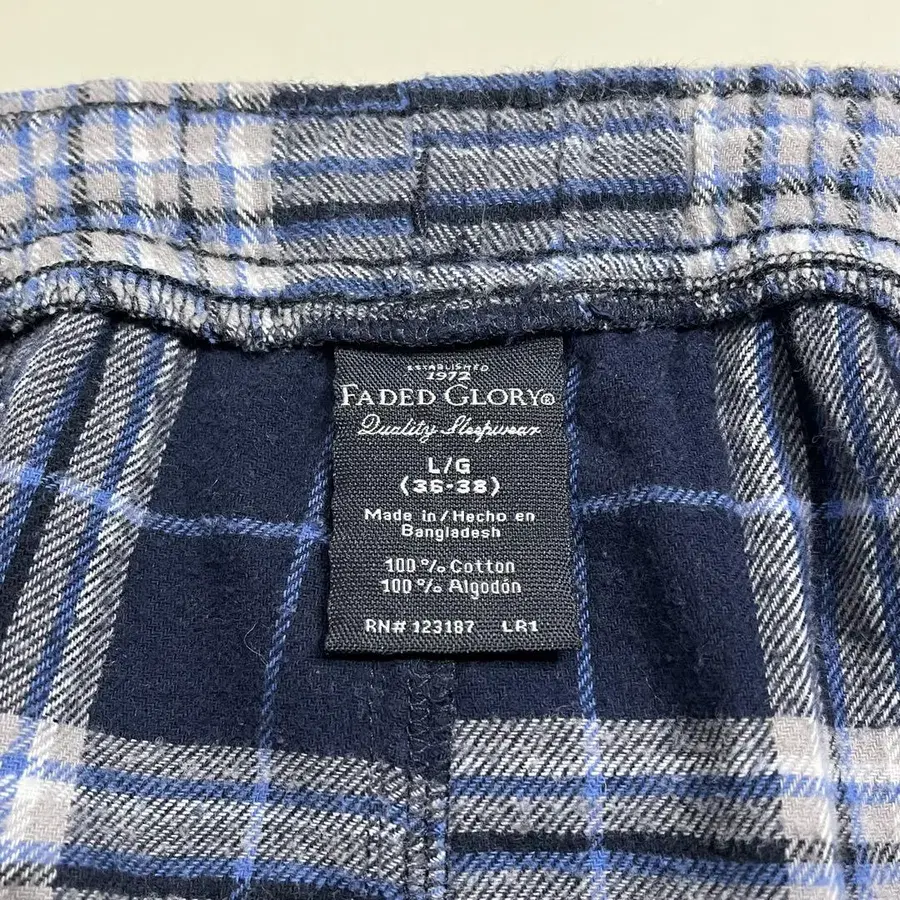 ESTABLISHED
1972
FADED GLORY®
Quality Sleepwear
L/G
(36-38)
Made in/Hecho en
Bangladesh
100% Cotton
100% Algodón
RN# 123187 LR1